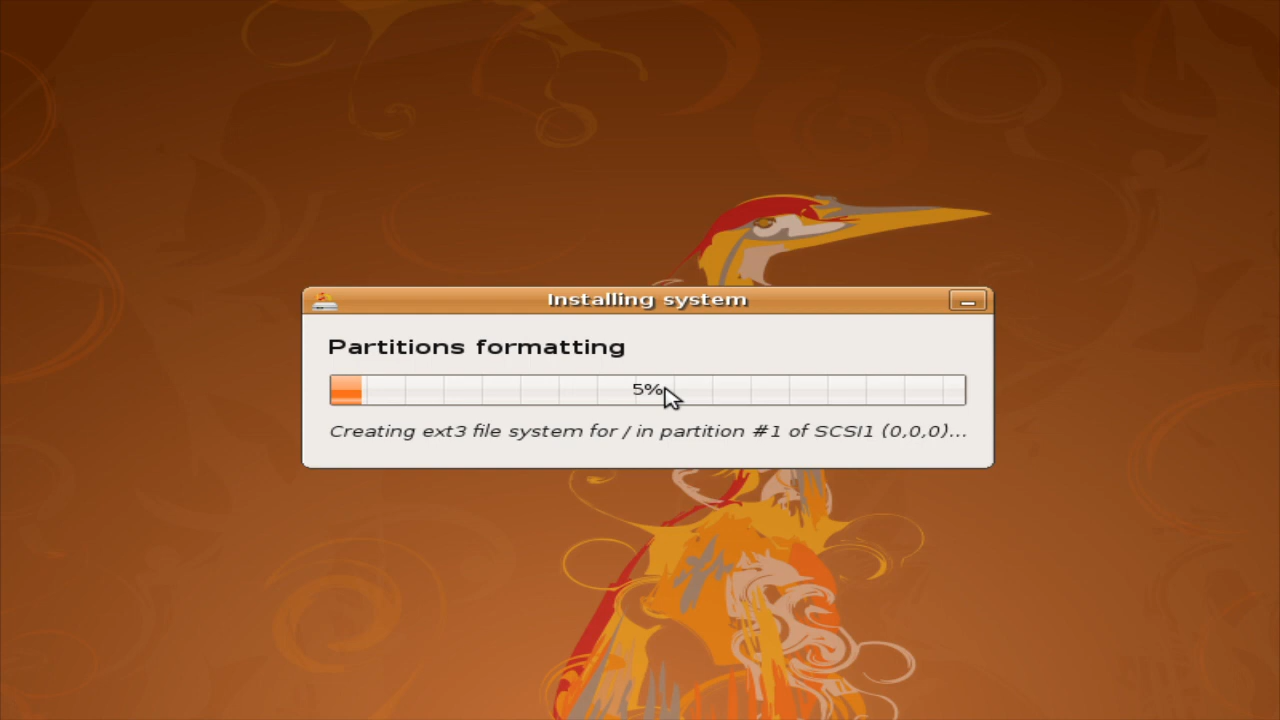 Installing system
Partitions formatting
5%
Creating ext3 file system for / in partition #1 of SCSI1 (0,0,0)...